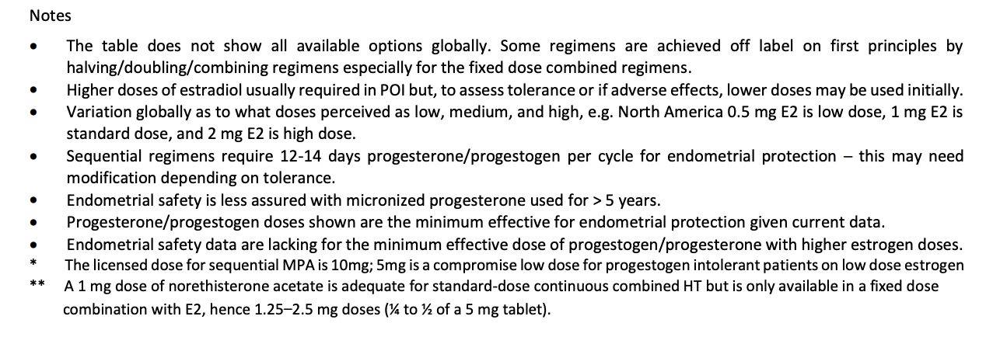 Notes
• The table does not show all available options globally. Some regimens are achieved off label on first principles by
halving/doubling/combining regimens especially for the fixed dose combined regimens.
• Higher doses of estradiol usually required in POI but, to assess tolerance or if adverse effects, lower doses may be used initially.
• Variation globally as to what doses perceived as low, medium, and high, e.g. North America 0.5 mg E2 is low dose, 1 mg E2 is
standard dose, and 2 mg E2 is high dose.
• Sequential regimens require 12-14 days progesterone/progestogen per cycle for endometrial protection – this may need
modification depending on tolerance.
• Endometrial safety is less assured with micronized progesterone used for > 5 years.
• Progesterone/progestogen doses shown are the minimum effective for endometrial protection given current data.
• Endometrial safety data are lacking for the minimum effective dose of progestogen/progesterone with higher estrogen doses.
* The licensed dose for sequential MPA is 10mg; 5mg is a compromise low dose for progestogen intolerant patients on low dose estrogen
** A 1 mg dose of norethisterone acetate is adequate for standard-dose continuous combined HT but is only available in a fixed dose
combination with E2, hence 1.25–2.5 mg doses (¼ to ½ of a 5 mg tablet).